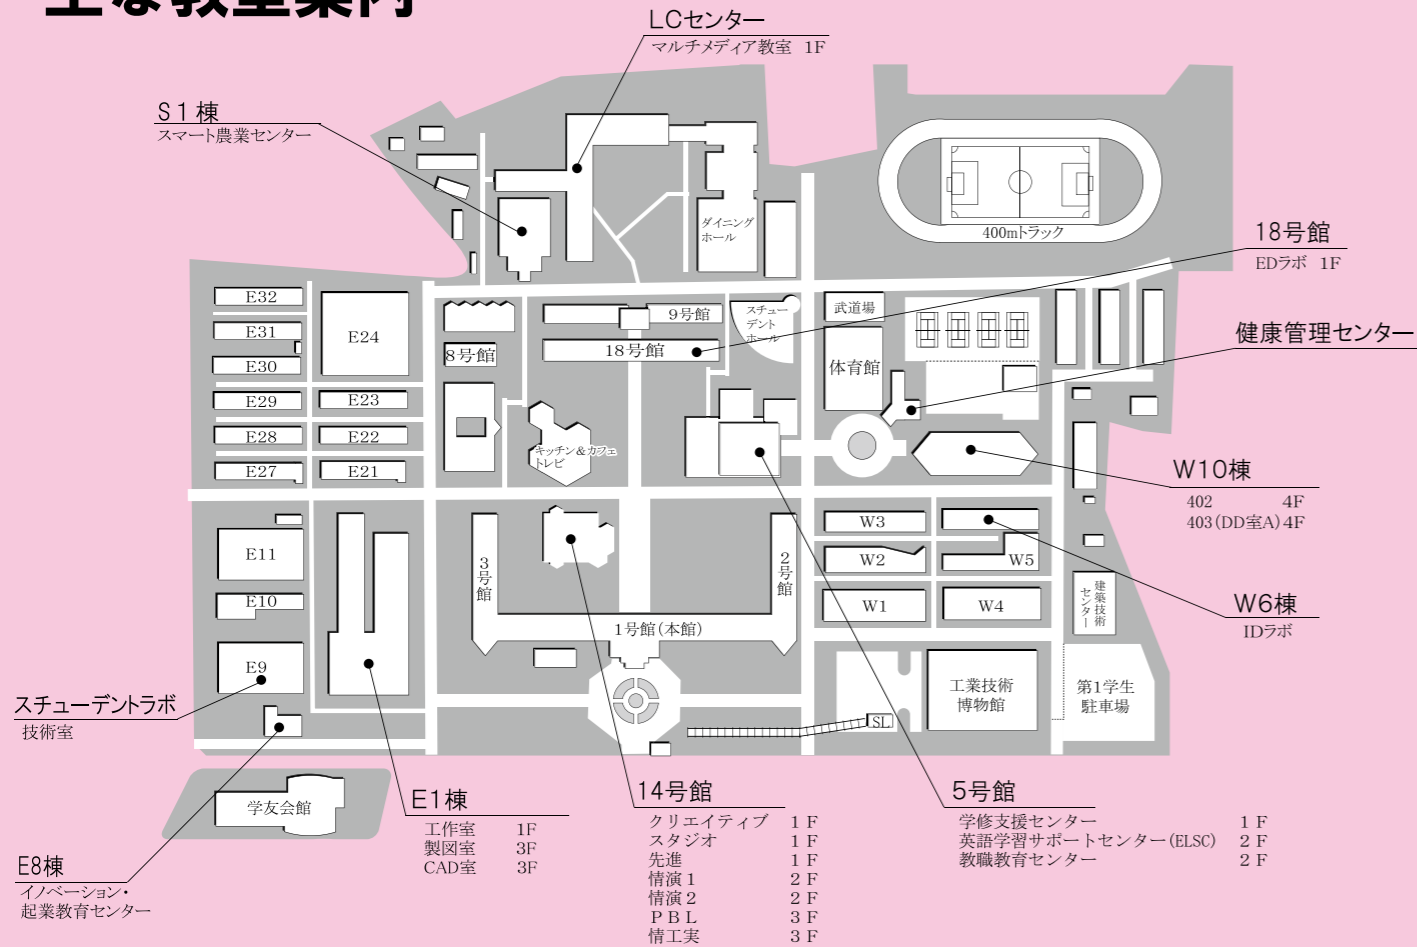 主な教室案内
LCセンター
マルチメディア教室 1F
S1棟
スマート農業センター
ダイニング
ホール
400mトラック
18号館
EDラボ 1F
健康管理センター
E32
E31
E30
E29
E28
E27
E24
E23
E22
E21
8号館
9号館
18号館
スチュー
デント
ホール
武道場
体育館
キッチン&カフェ
トレビ
W10棟
402 4F
403(DD室A)4F
E11
E10
E9
3号館
2号館
1号館(本館)
W3
W2
W1
W5
W4
建築技術
センター
W6棟
IDラボ
工業技術
博物館
第1学生
駐車場
SL
スチューデントラボ
技術室
学友会館
E8棟
イノベーション・
起業教育センター
E1棟
工作室 1F
製図室 3F
CAD室 3F
14号館
クリエイティブ 1F
スタジオ 1F
先進 1F
情演1 2F
情演2 2F
PBL 3F
情工実 3F
5号館
学修支援センター 1F
英語学習サポートセンター(ELSC) 2F
教職教育センター 2F